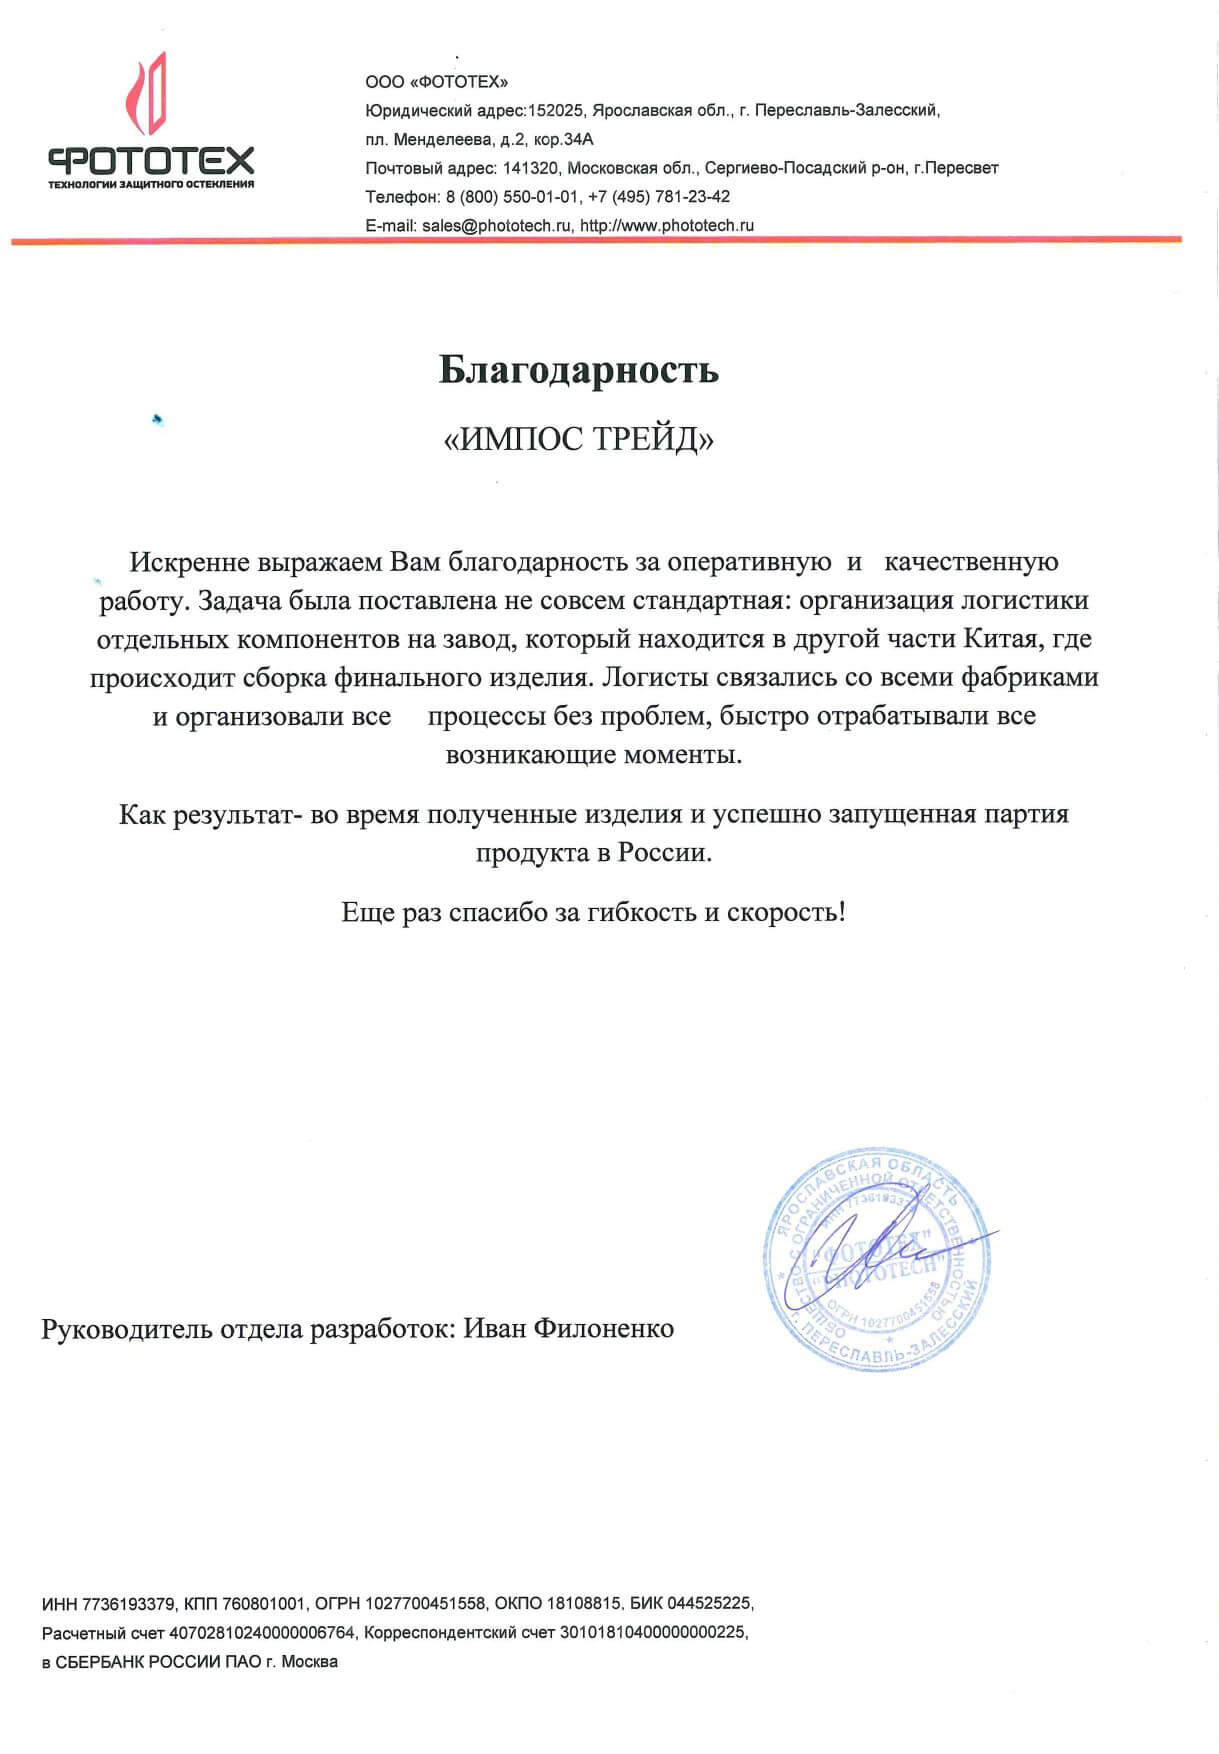 ФОТОТЕХ
ТЕХНОЛОГИИ ЗАЩИТНОГО ОСТЕКЛЕНИЯ
ООО «ФОТОТЕХ»
Юридический адрес:152025, Ярославская обл., г. Переславль-Залесский,
пл. Менделеева, д.2, кор.34А
Почтовый адрес: 141320, Московская обл., Сергиево-Посадский р-он, г.Пересвет
Телефон: 8 (800) 550-01-01, +7 (495) 781-23-42
E-mail: sales@phototech.ru, http://www.phototech.ru
Благодарность
«ИМПОС ТРЕЙД»
Искренне выражаем Вам благодарность за оперативную и качественную
работу. Задача была поставлена не совсем стандартная: организация логистики
отдельных компонентов на завод, который находится в другой части Китая, где
происходит сборка финального изделия. Логисты связались со всеми фабриками
и организовали все процессы без проблем, быстро отрабатывали все
возникающие моменты.
Как результат- во время полученные изделия и успешно запущенная партия
продукта в России.
Еще раз спасибо за гибкость и скорость!
ЯРОСЛАВСКАЯ ОБЛАСТЬ
Г. ПЕРЕСЛАВЛЬ-ЗАЛЕССКИЙ
ОБЩЕСТВО С ОГРАНИЧЕННОЙ ОТВЕТСТВЕННОСТЬЮ
ИНН 7736193379
"ФОТОТЕХ"
"PHOTOTECH"
ОГРН 1027700451558
Руководитель отдела разработок: Иван Филоненко
ИНН 7736193379, КПП 760801001, ОГРН 1027700451558, ОКПО 18108815, БИК 044525225,
Расчетный счет 40702810240000006764, Корреспондентский счет 30101810400000000225,
в СБЕРБАНК РОССИИ ПАО г. Москва